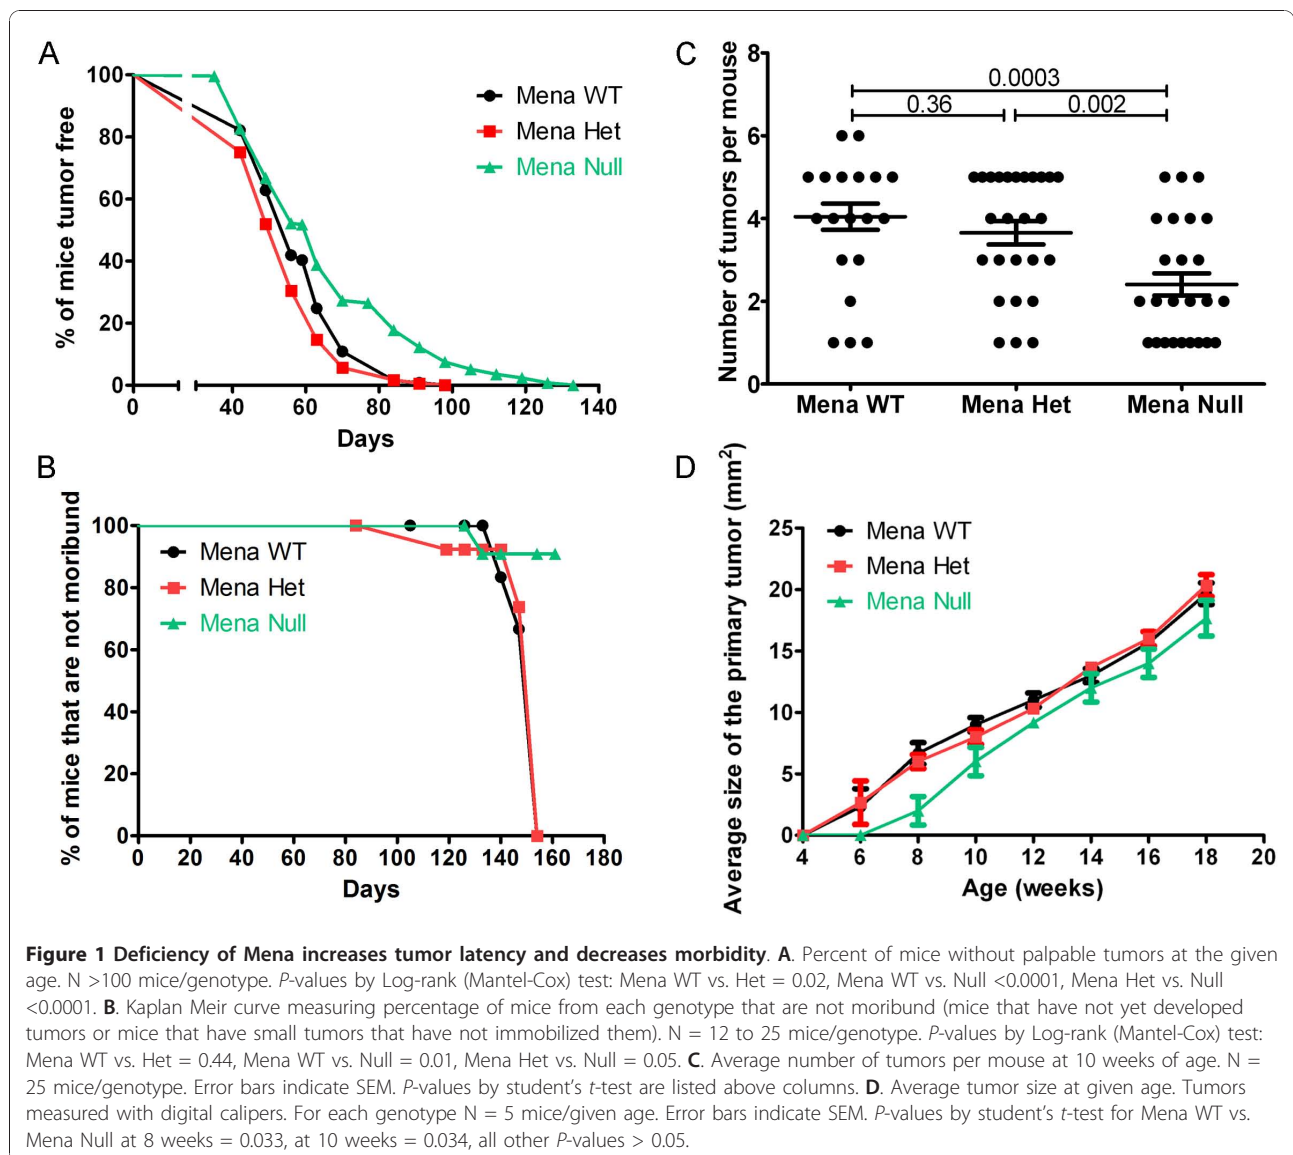 A
% of mice tumor free
100
80
60
40
20
0
0 40 60 80 100 120 140
Days
Mena WT
Mena Het
Mena Null
C
Number of tumors per mouse
8
6
4
2
0
0.0003
0.36 0.002
Mena WT Mena Het Mena Null
B
% of mice that are not moribund
100
80
60
40
20
0
0 20 40 60 80 100 120 140 160 180
Days
Mena WT
Mena Het
Mena Null
D
Average size of the primary tumor (mm²)
25
20
15
10
5
0
4 6 8 10 12 14 16 18 20
Age (weeks)
Mena WT
Mena Het
Mena Null
Figure 1 Deficiency of Mena increases tumor latency and decreases morbidity. A. Percent of mice without palpable tumors at the given
age. N >100 mice/genotype. P-values by Log-rank (Mantel-Cox) test: Mena WT vs. Het = 0.02, Mena WT vs. Null <0.0001, Mena Het vs. Null
<0.0001. B. Kaplan Meir curve measuring percentage of mice from each genotype that are not moribund (mice that have not yet developed
tumors or mice that have small tumors that have not immobilized them). N = 12 to 25 mice/genotype. P-values by Log-rank (Mantel-Cox) test:
Mena WT vs. Het = 0.44, Mena WT vs. Null = 0.01, Mena Het vs. Null = 0.05. C. Average number of tumors per mouse at 10 weeks of age. N =
25 mice/genotype. Error bars indicate SEM. P-values by student's t-test are listed above columns. D. Average tumor size at given age. Tumors
measured with digital calipers. For each genotype N = 5 mice/given age. Error bars indicate SEM. P-values by student's t-test for Mena WT vs.
Mena Null at 8 weeks = 0.033, at 10 weeks = 0.034, all other P-values > 0.05.